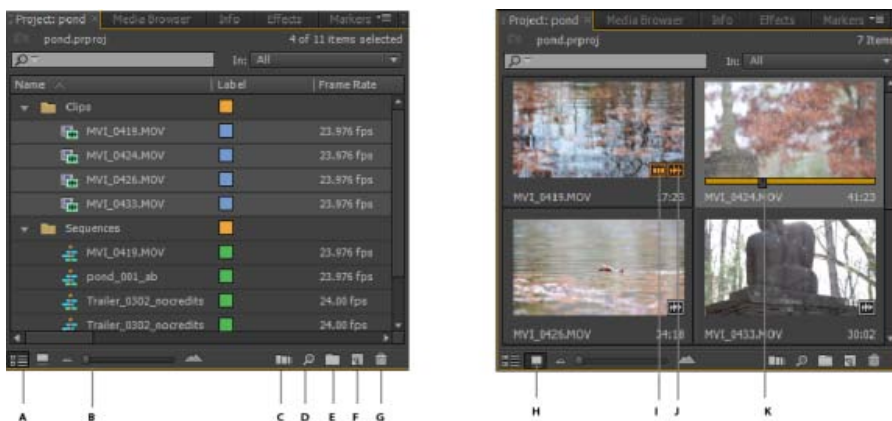 Project: pond × Media Browser Info Effects Markers
pond.prproj 4 of 11 items selected
In: All
Name Label Frame Rate
Clips
MVI_0419.MOV 23.976 fps
MVI_0424.MOV 23.976 fps
MVI_0426.MOV 23.976 fps
MVI_0433.MOV 23.976 fps
Sequences
MVI_0419.MOV 23.976 fps
pond_001_ab 23.976 fps
Trailer_0302_nocredits 24.00 fps
Trailer_0302_nocredits 24.00 fps
A B C D E F G
Project: pond × Media Browser Info Effects Markers
pond.prproj 7 Items
In: All
MVI_0419.MOV 17:23 MVI_0424.MOV 41:23
MVI_0426.MOV 34:18 MVI_0433.MOV 30:02
H I J K